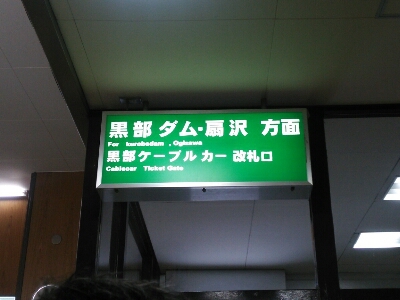 黒部 ダム・扇沢 方面
For kurobedam , Ogisawa
黒部ケーブル カー 改札口
Cablecar Ticket Gate